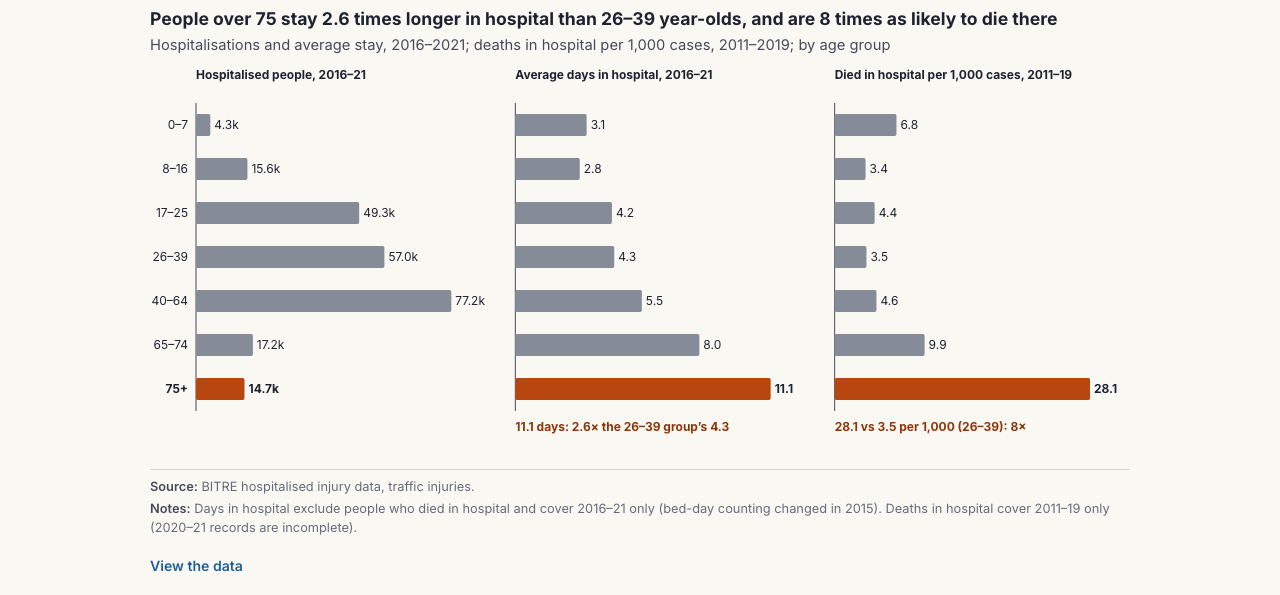 People over 75 stay 2.6 times longer in hospital than 26–39 year-olds, and are 8 times as likely to die there
Hospitalisations and average stay, 2016–2021; deaths in hospital per 1,000 cases, 2011–2019; by age group
Hospitalised people, 2016–21
Average days in hospital, 2016–21
Died in hospital per 1,000 cases, 2011–19
0–7 4.3k 3.1 6.8
8–16 15.6k 2.8 3.4
17–25 49.3k 4.2 4.4
26–39 57.0k 4.3 3.5
40–64 77.2k 5.5 4.6
65–74 17.2k 8.0 9.9
75+ 14.7k 11.1 28.1
11.1 days: 2.6× the 26–39 group’s 4.3
28.1 vs 3.5 per 1,000 (26–39): 8×
Source: BITRE hospitalised injury data, traffic injuries.
Notes: Days in hospital exclude people who died in hospital and cover 2016–21 only (bed-day counting changed in 2015). Deaths in hospital cover 2011–19 only
(2020–21 records are incomplete).
View the data